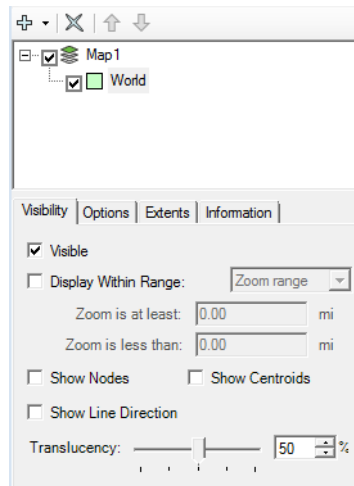 Map1
World
Visibility Options Extents Information
Visible
Display Within Range: Zoom range
Zoom is at least: 0.00 mi
Zoom is less than: 0.00 mi
Show Nodes Show Centroids
Show Line Direction
Translucency: 50 %